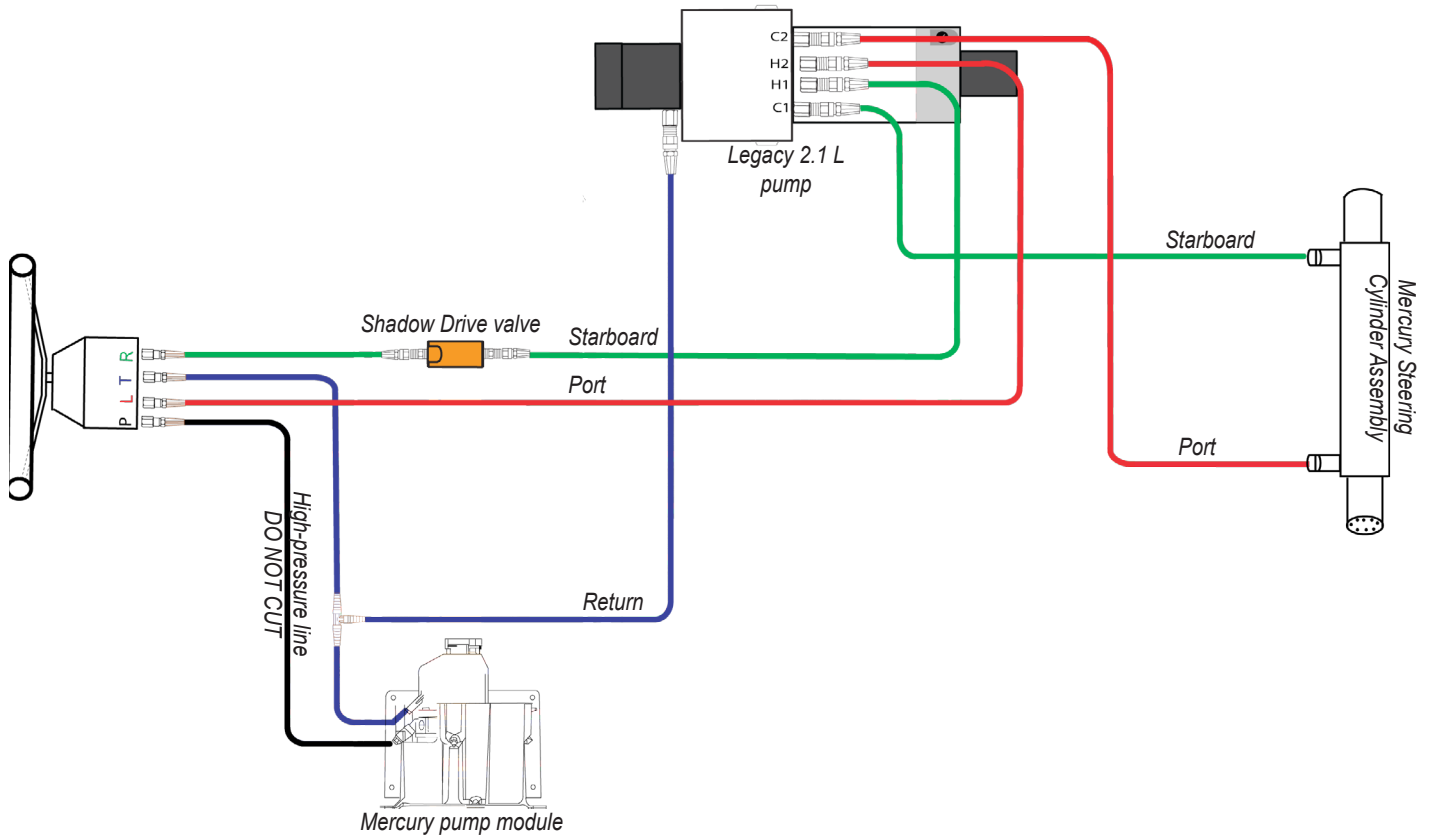 C2
H2
H1
C1
Legacy 2.1 L
pump
Starboard
Mercury Steering
Cylinder Assembly
Shadow Drive valve
Starboard
Port
Port
R
T
L
P
High-pressure line
DO NOT CUT
Return
Mercury pump module